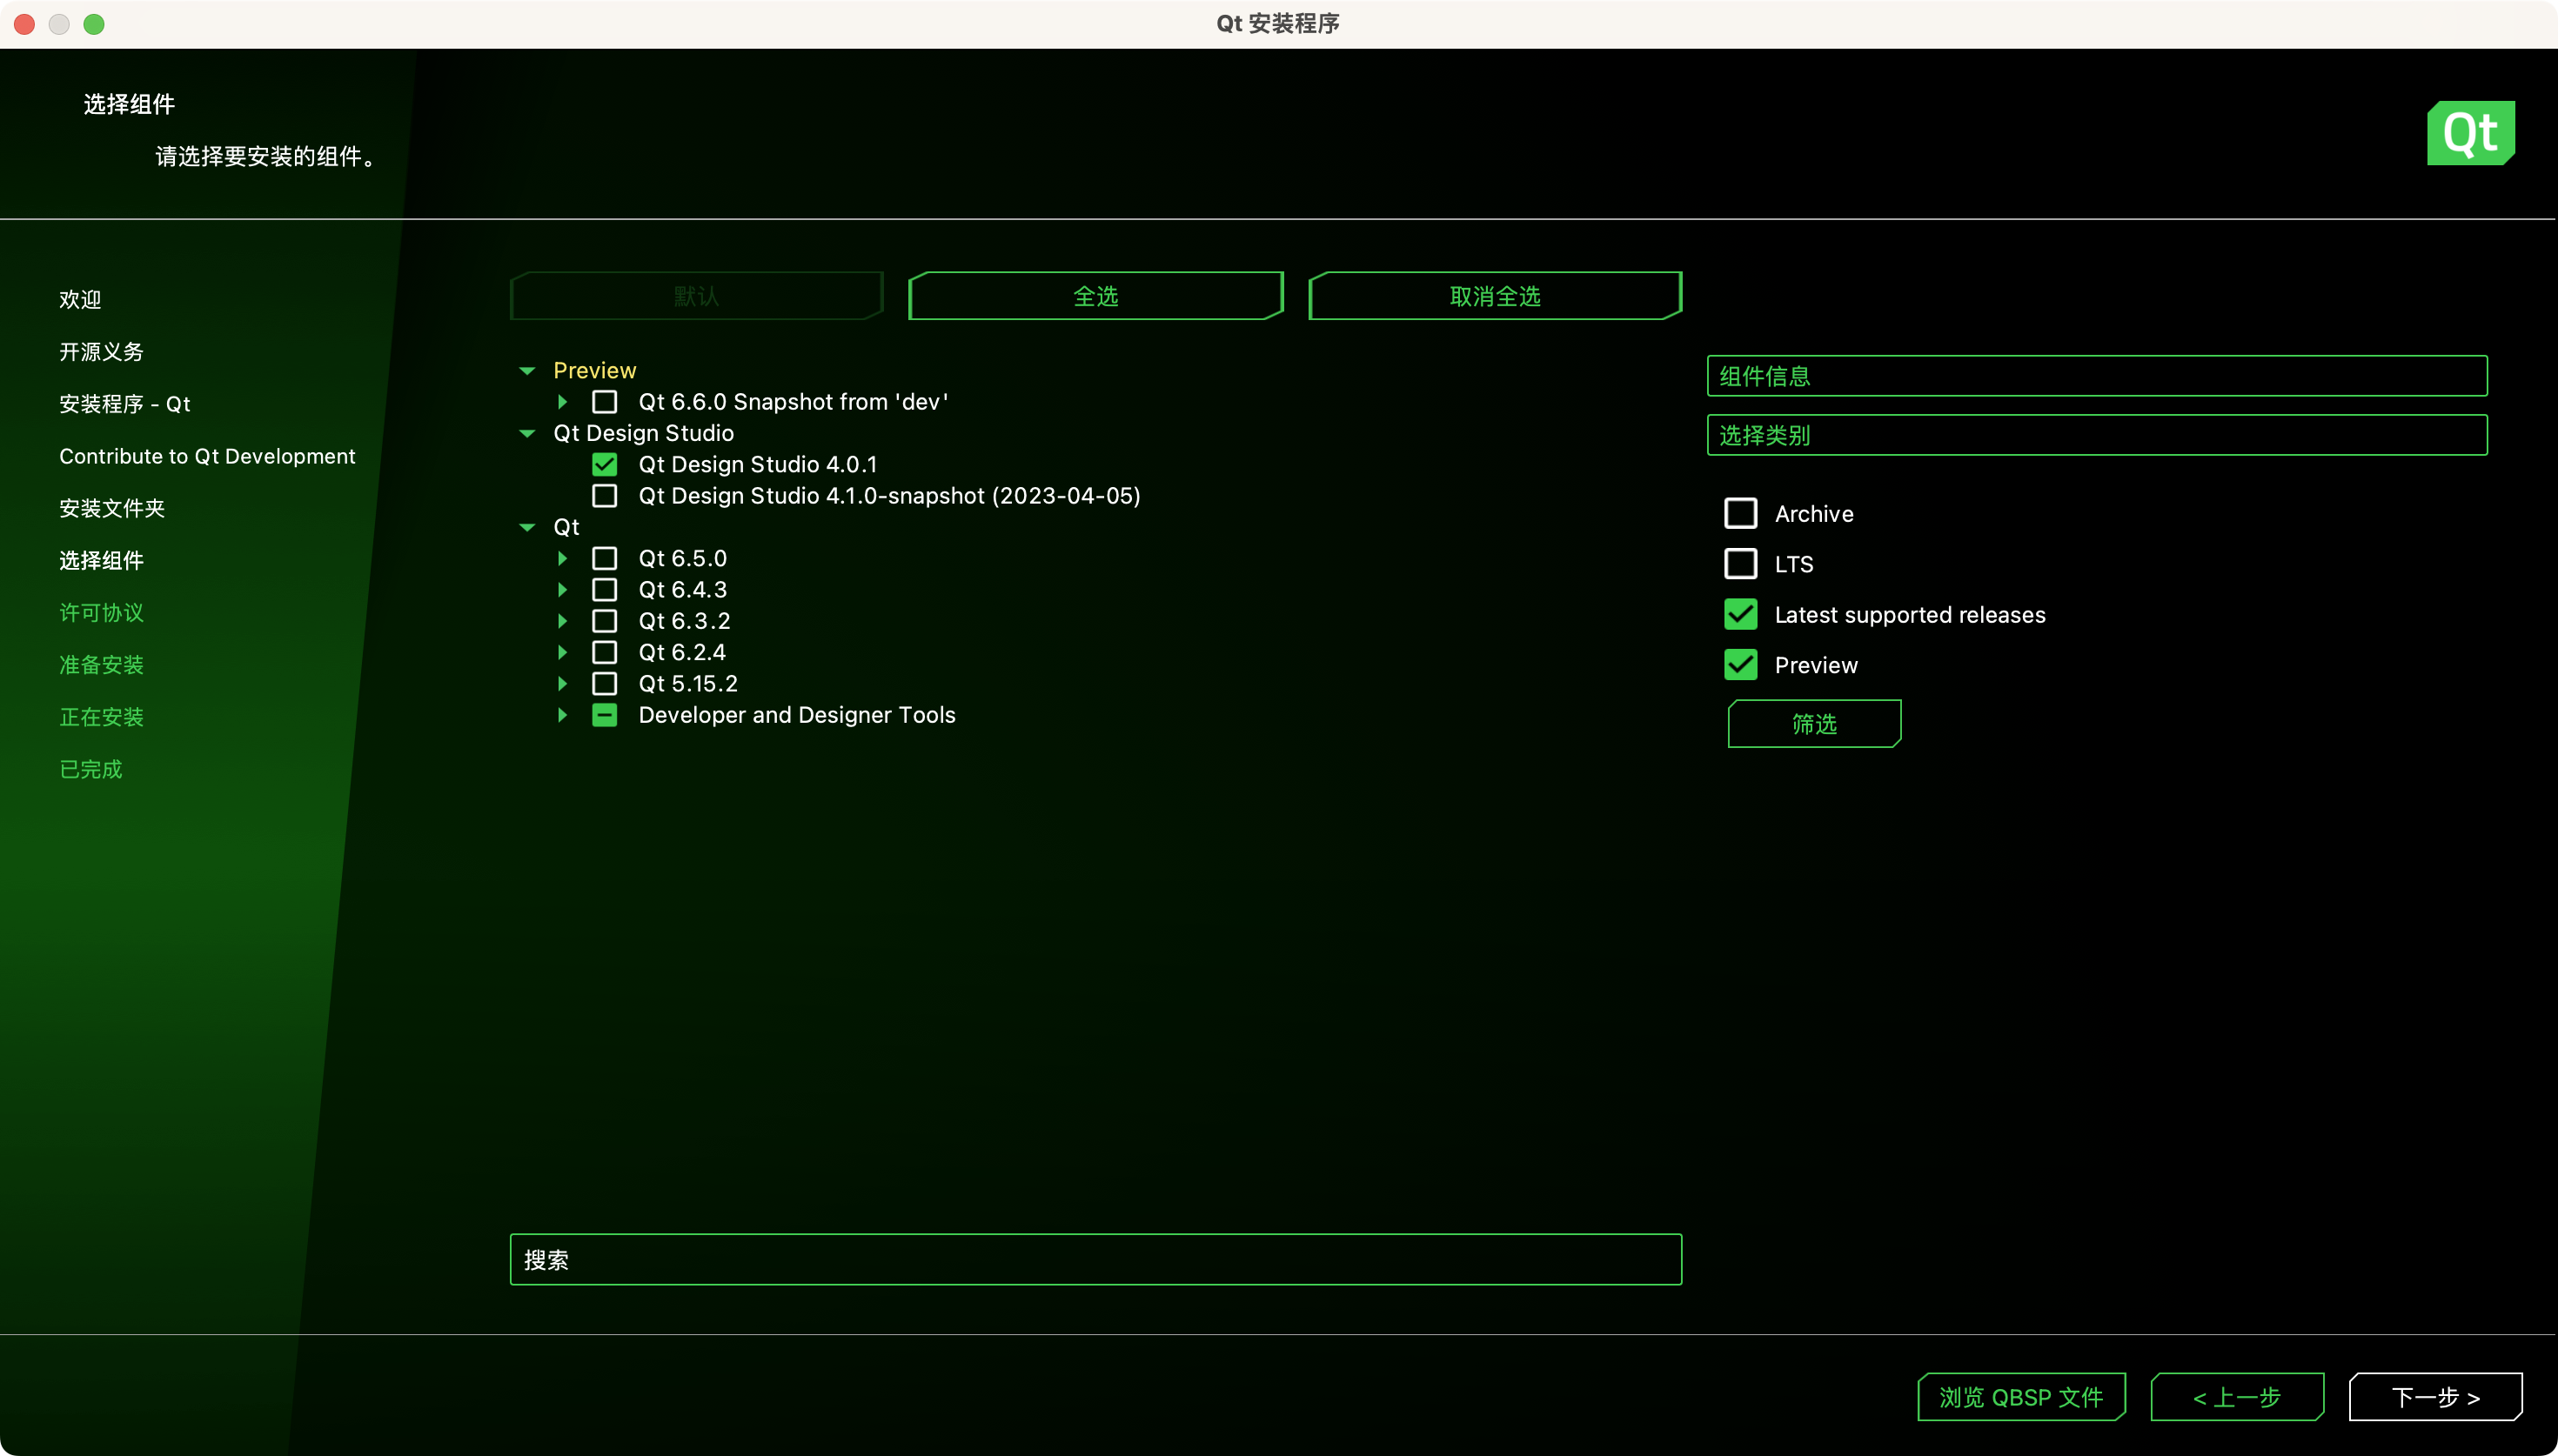 Qt 安装程序
选择组件
请选择要安装的组件。
Qt
欢迎
开源义务
安装程序 - Qt
Contribute to Qt Development
安装文件夹
选择组件
许可协议
准备安装
正在安装
已完成
默认
全选
取消全选
Preview
Qt 6.6.0 Snapshot from 'dev'
Qt Design Studio
Qt Design Studio 4.0.1
Qt Design Studio 4.1.0-snapshot (2023-04-05)
Qt
Qt 6.5.0
Qt 6.4.3
Qt 6.3.2
Qt 6.2.4
Qt 5.15.2
Developer and Designer Tools
组件信息
选择类别
Archive
LTS
Latest supported releases
Preview
筛选
搜索
浏览 QBSP 文件
< 上一步
下一步 >